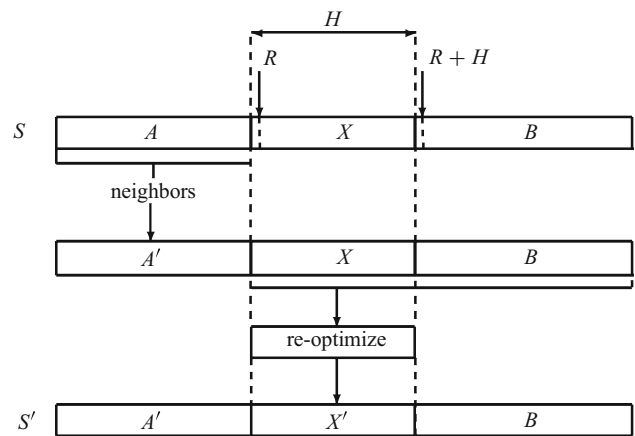 H
R R + H
S A X B
neighbors
A′ X B
re-optimize
S′ A′ X′ B